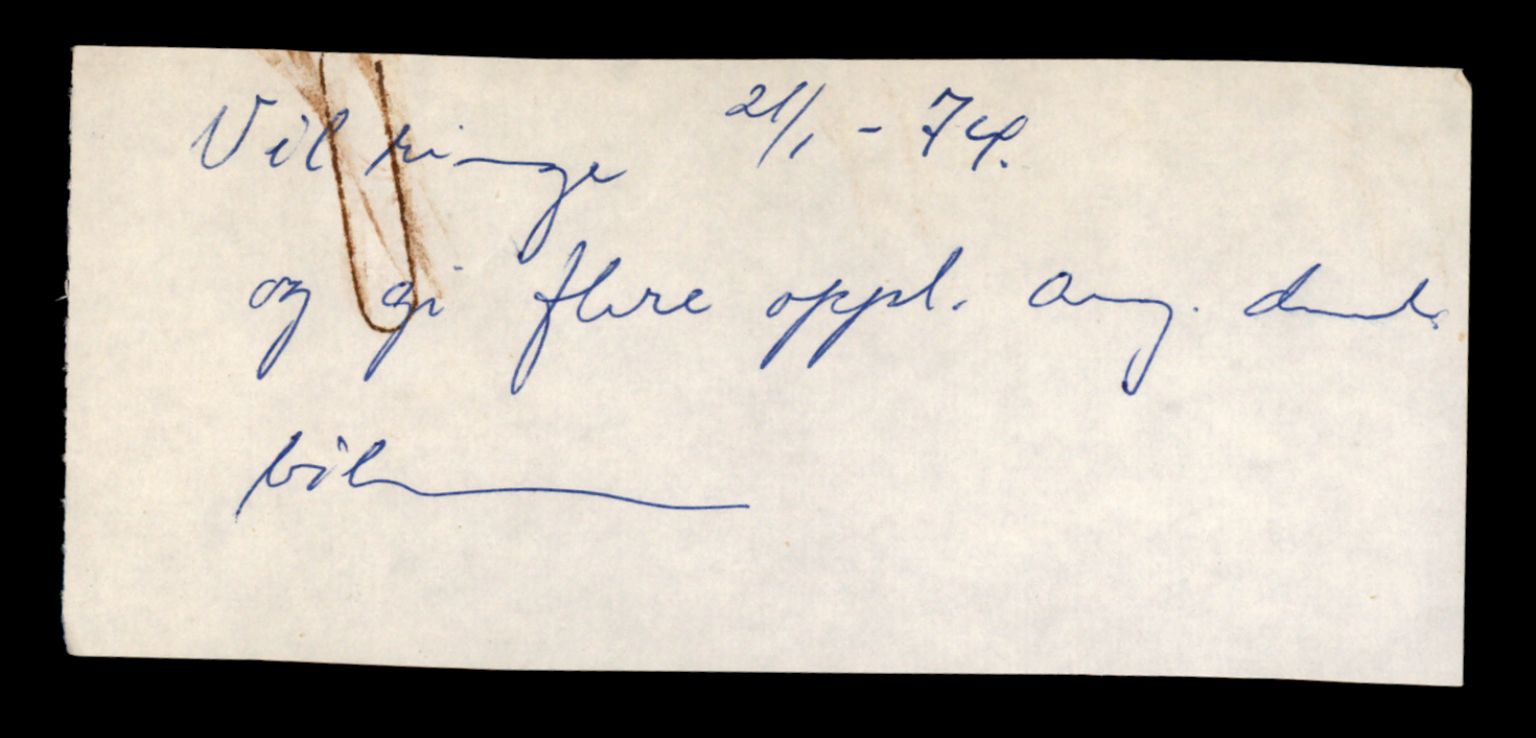 Vil ringe 21/1 - 74.
og gi flere oppl. ang. denne
bilen